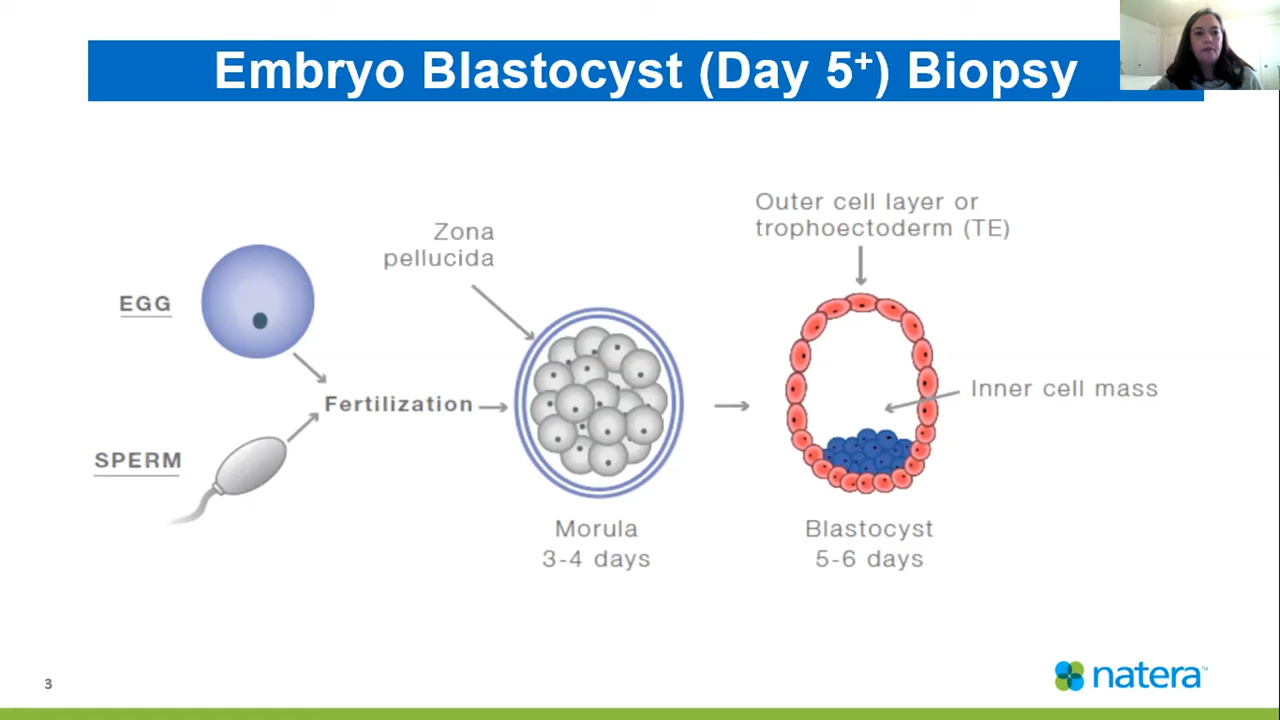 Embryo Blastocyst (Day 5⁺) Biopsy
Outer cell layer or
trophoectoderm (TE)
Zona
pellucida
EGG
Inner cell mass
Fertilization
SPERM
Morula
3-4 days
Blastocyst
5-6 days
3
natera™